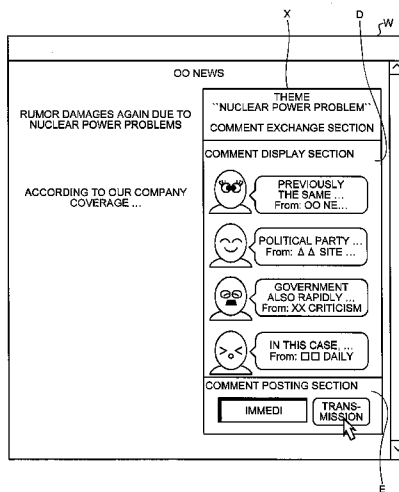 X
D
W
OO NEWS
RUMOR DAMAGES AGAIN DUE TO
NUCLEAR POWER PROBLEMS
ACCORDING TO OUR COMPANY
COVERAGE ...
THEME
``NUCLEAR POWER PROBLEM``
COMMENT EXCHANGE SECTION
COMMENT DISPLAY SECTION
PREVIOUSLY
THE SAME ...
From: OO NE...
POLITICAL PARTY ...
From: Δ Δ SITE ...
GOVERNMENT
ALSO RAPIDLY ...
From: XX CRITICISM
IN THIS CASE, ...
From: □□ DAILY
COMMENT POSTING SECTION
IMMEDI
TRANS-
MISSION
E